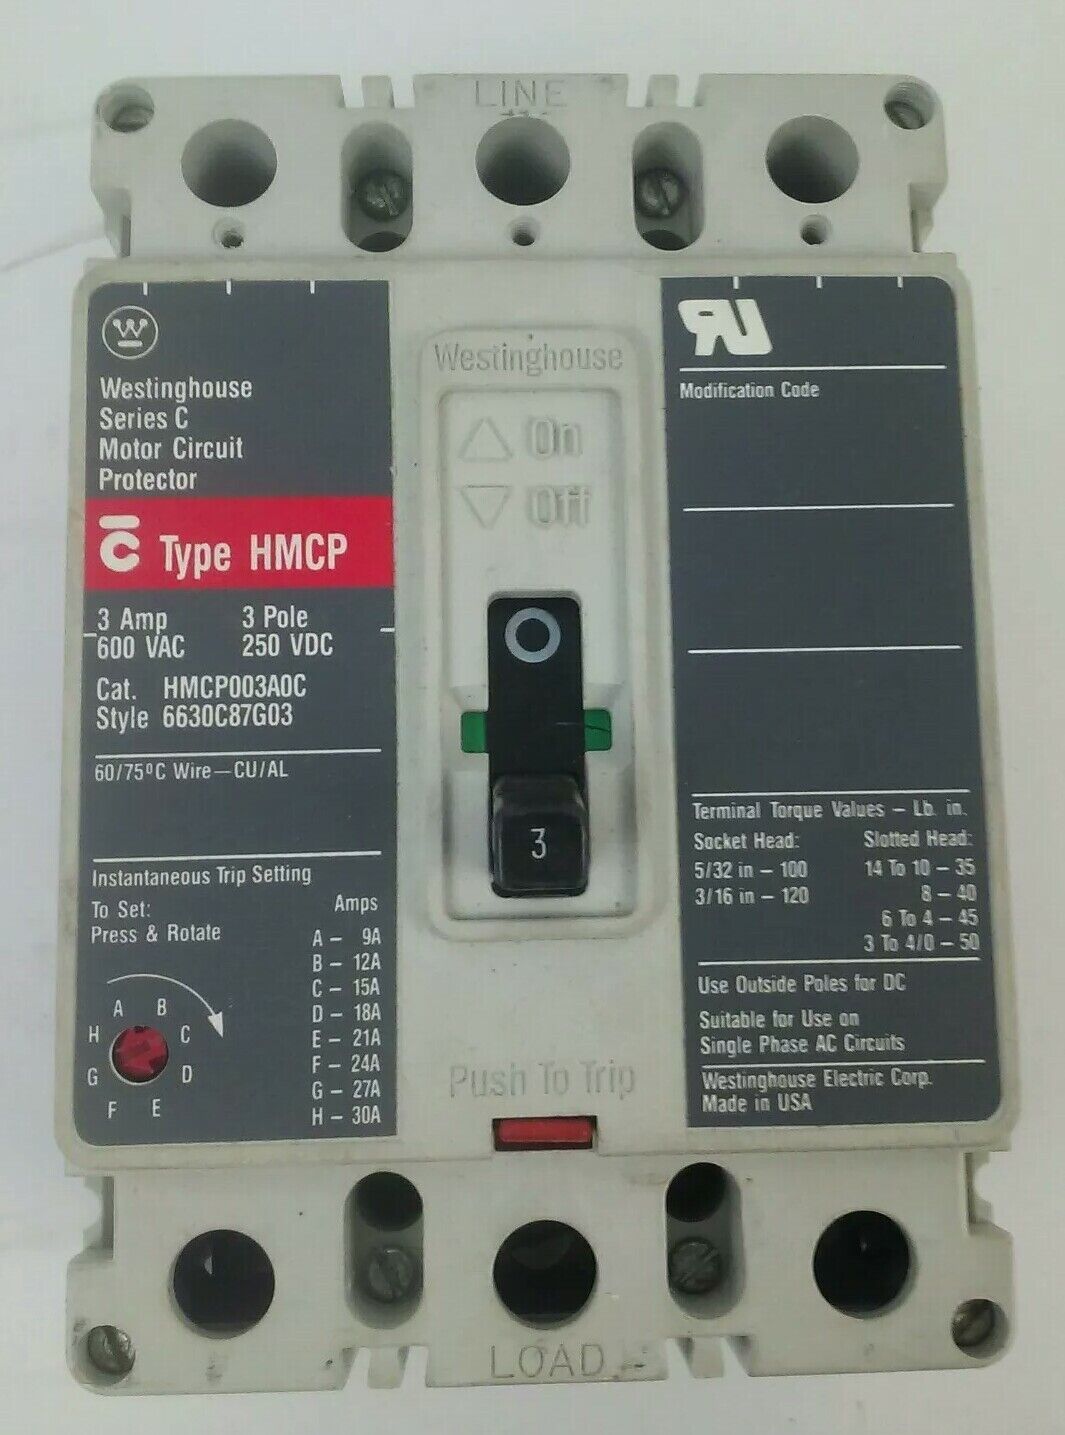 LINE
W
Westinghouse
Series C
Motor Circuit
Protector
C Type HMCP
3 Amp 3 Pole
600 VAC 250 VDC
Cat. HMCP003A0C
Style 6630C87G03
60/75ºC Wire—CU/AL
Instantaneous Trip Setting
To Set: Amps
Press & Rotate
A – 9A
B – 12A
C – 15A
D – 18A
E – 21A
F – 24A
G – 27A
H – 30A
A B
H C
G D
F E
Westinghouse
On
Off
3
Push To Trip
UR
Modification Code
Terminal Torque Values – Lb. in.
Socket Head: Slotted Head:
5/32 in – 100 14 To 10 – 35
3/16 in – 120 8 – 40
6 To 4 – 45
3 To 4/0 – 50
Use Outside Poles for DC
Suitable for Use on
Single Phase AC Circuits
Westinghouse Electric Corp.
Made in USA
LOAD